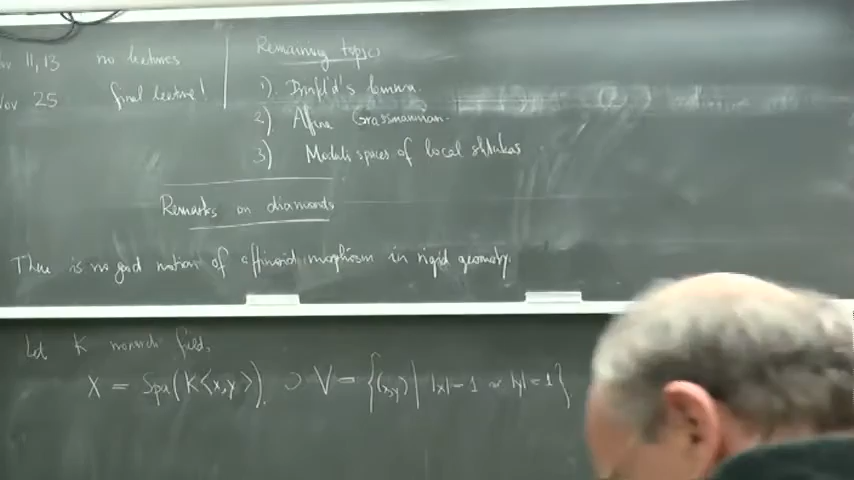 11, 13 no lectures
Nov 25 final lecture!
Remaining topics
1). Drinfel'd's lemma.
2) Affine Grassmannian.
3) Moduli spaces of local shtukas
Remarks on diamonds
There is no good notion of affinoid morphism in rigid geometry.
Let K nonarch field,
X = Spa(K<x,y>). ⊃ V = {(x,y) | |x|=1 or |y|=1}